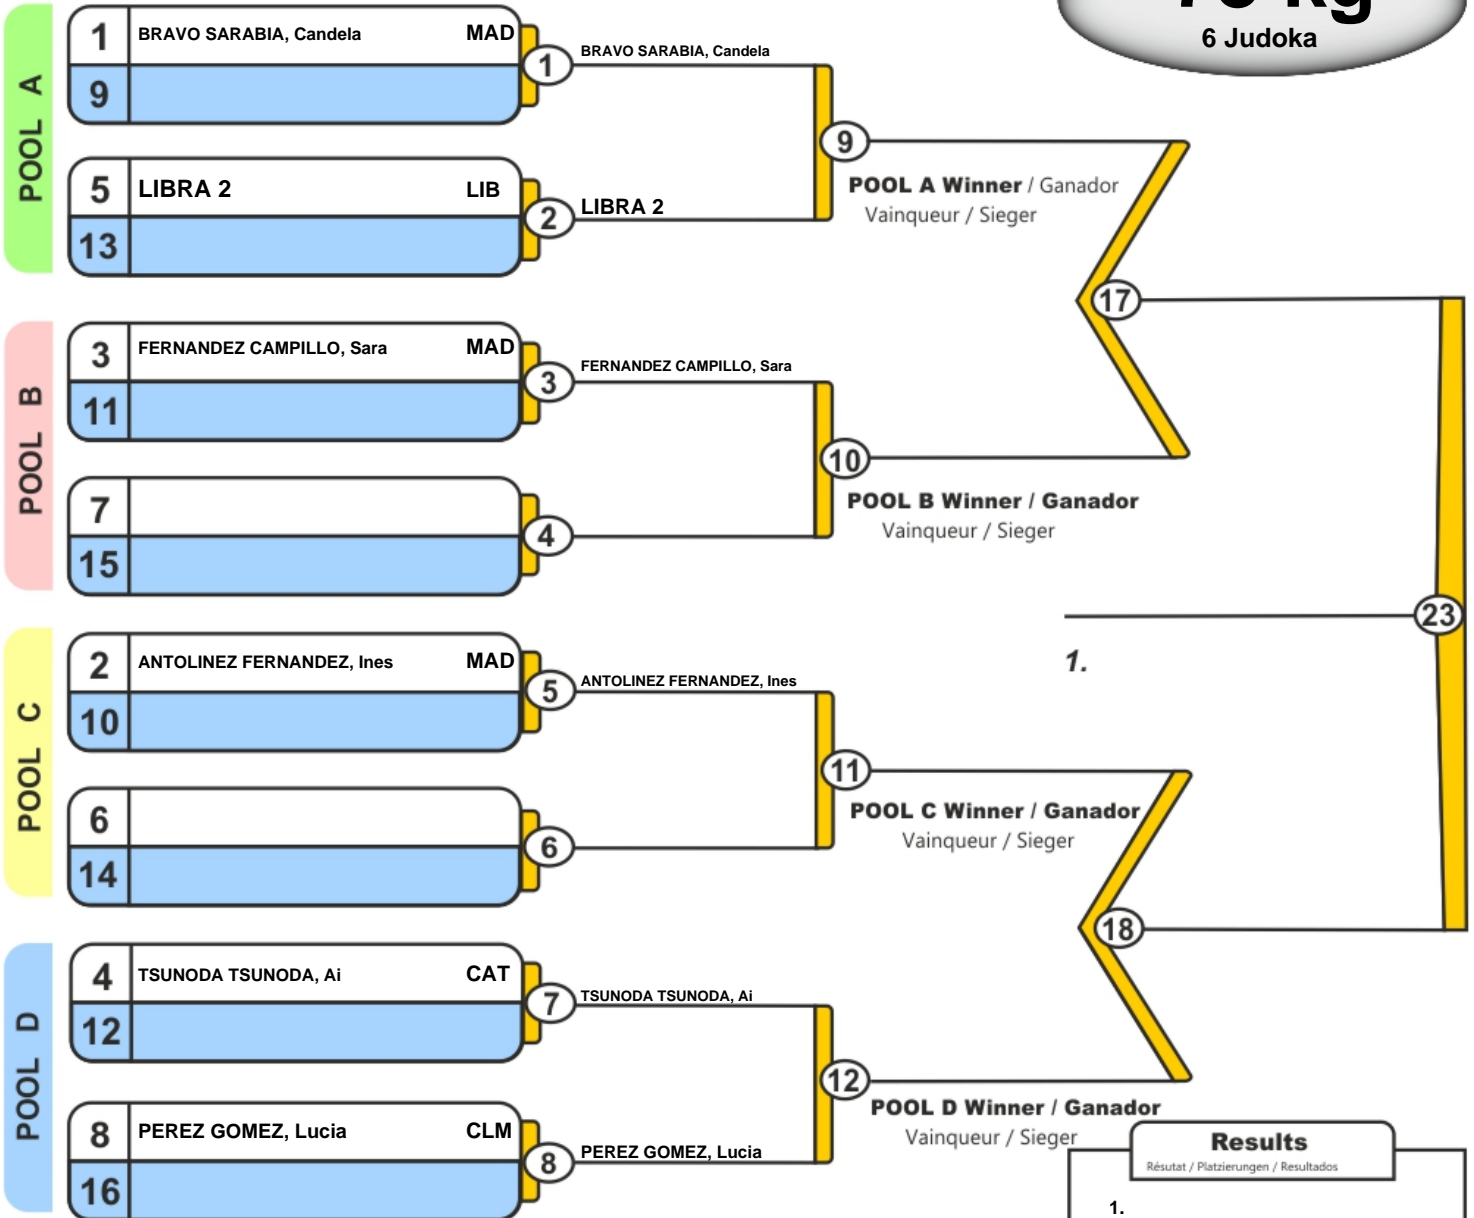 POOL A
1 BRAVO SARABIA, Candela MAD
9
1
BRAVO SARABIA, Candela
5 LIBRA 2 LIB
13
2
LIBRA 2
9
POOL A Winner / Ganador
Vainqueur / Sieger
6 Judoka
POOL B
3 FERNANDEZ CAMPILLO, Sara MAD
11
3
FERNANDEZ CAMPILLO, Sara
7
15
4
10
POOL B Winner / Ganador
Vainqueur / Sieger
17
POOL C
2 ANTOLINEZ FERNANDEZ, Ines MAD
10
5
ANTOLINEZ FERNANDEZ, Ines
6
14
6
11
POOL C Winner / Ganador
Vainqueur / Sieger
23
1.
POOL D
4 TSUNODA TSUNODA, Ai CAT
12
7
TSUNODA TSUNODA, Ai
8 PEREZ GOMEZ, Lucia CLM
16
8
PEREZ GOMEZ, Lucia
12
POOL D Winner / Ganador
Vainqueur / Sieger
18
Results
Résutat / Platzierungen / Resultados
1.